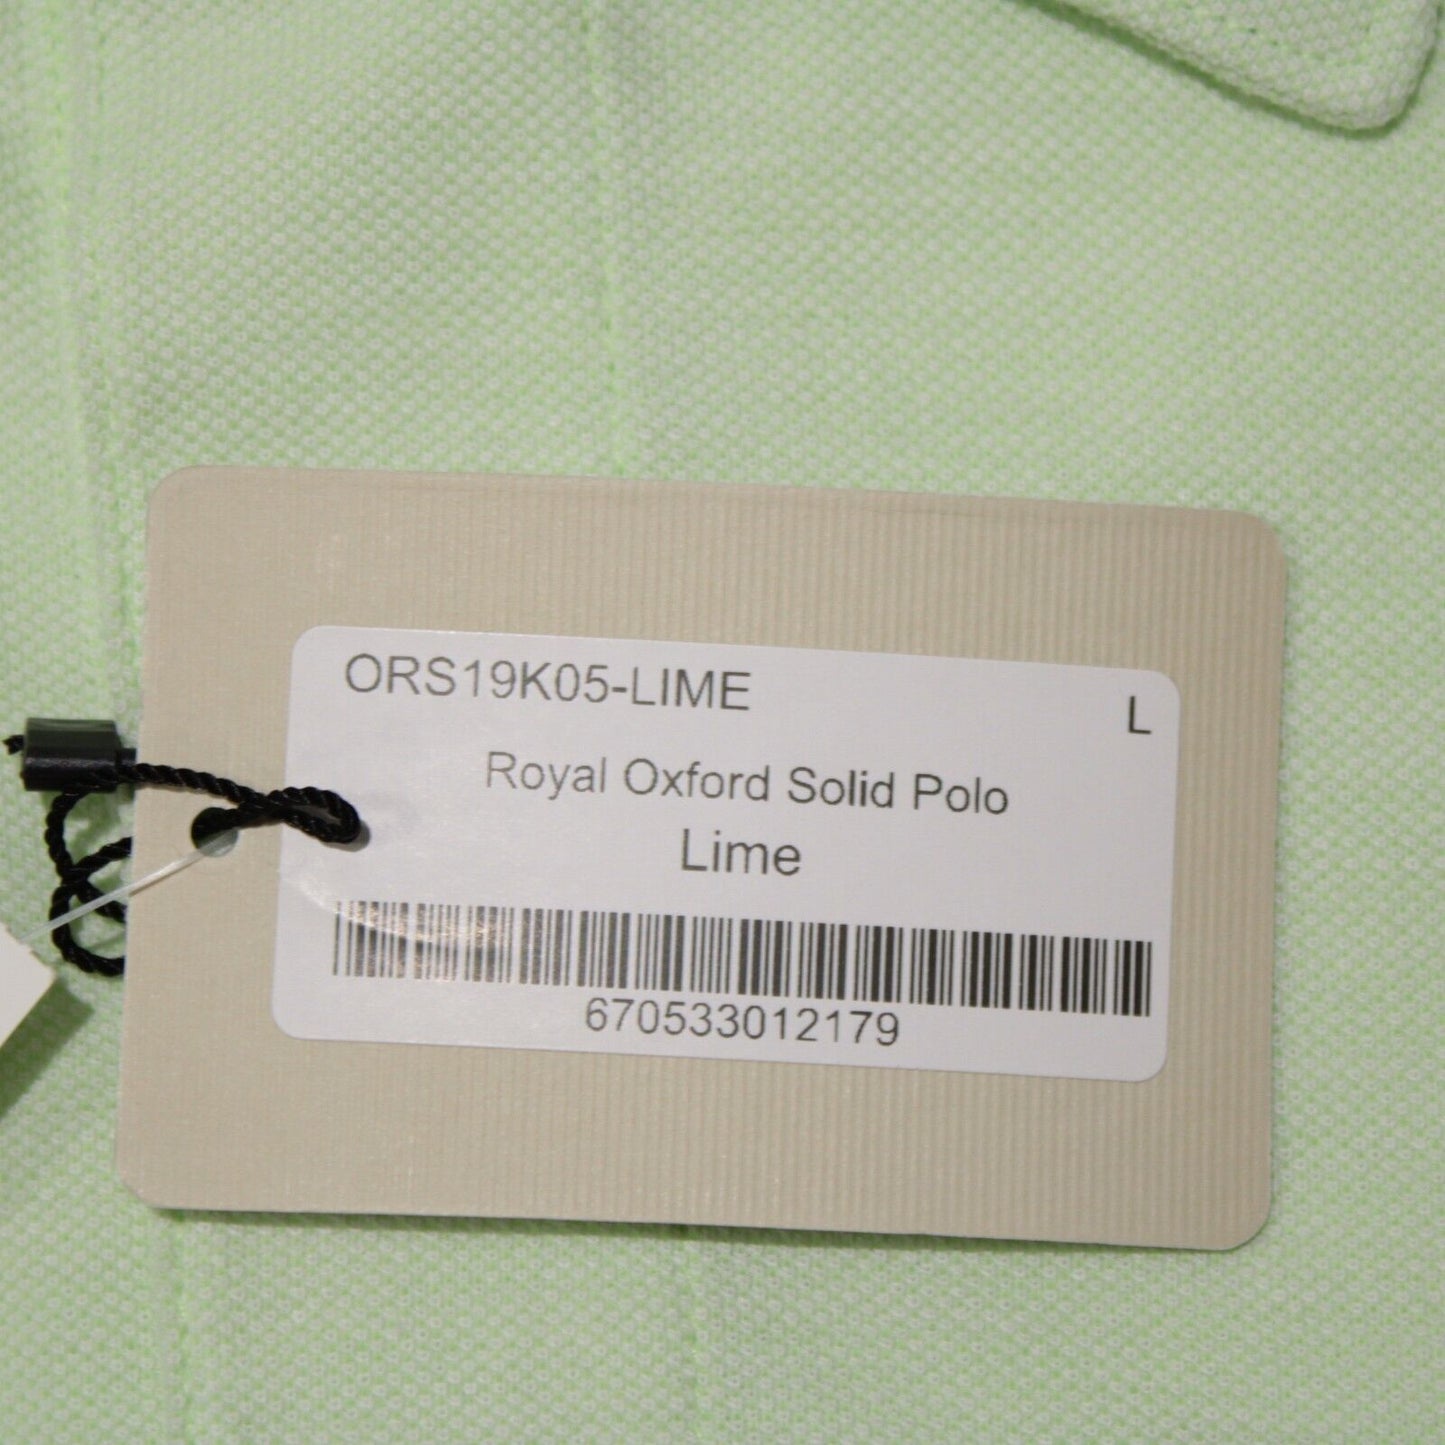 ORS19K05-LIME L
Royal Oxford Solid Polo
Lime
670533012179